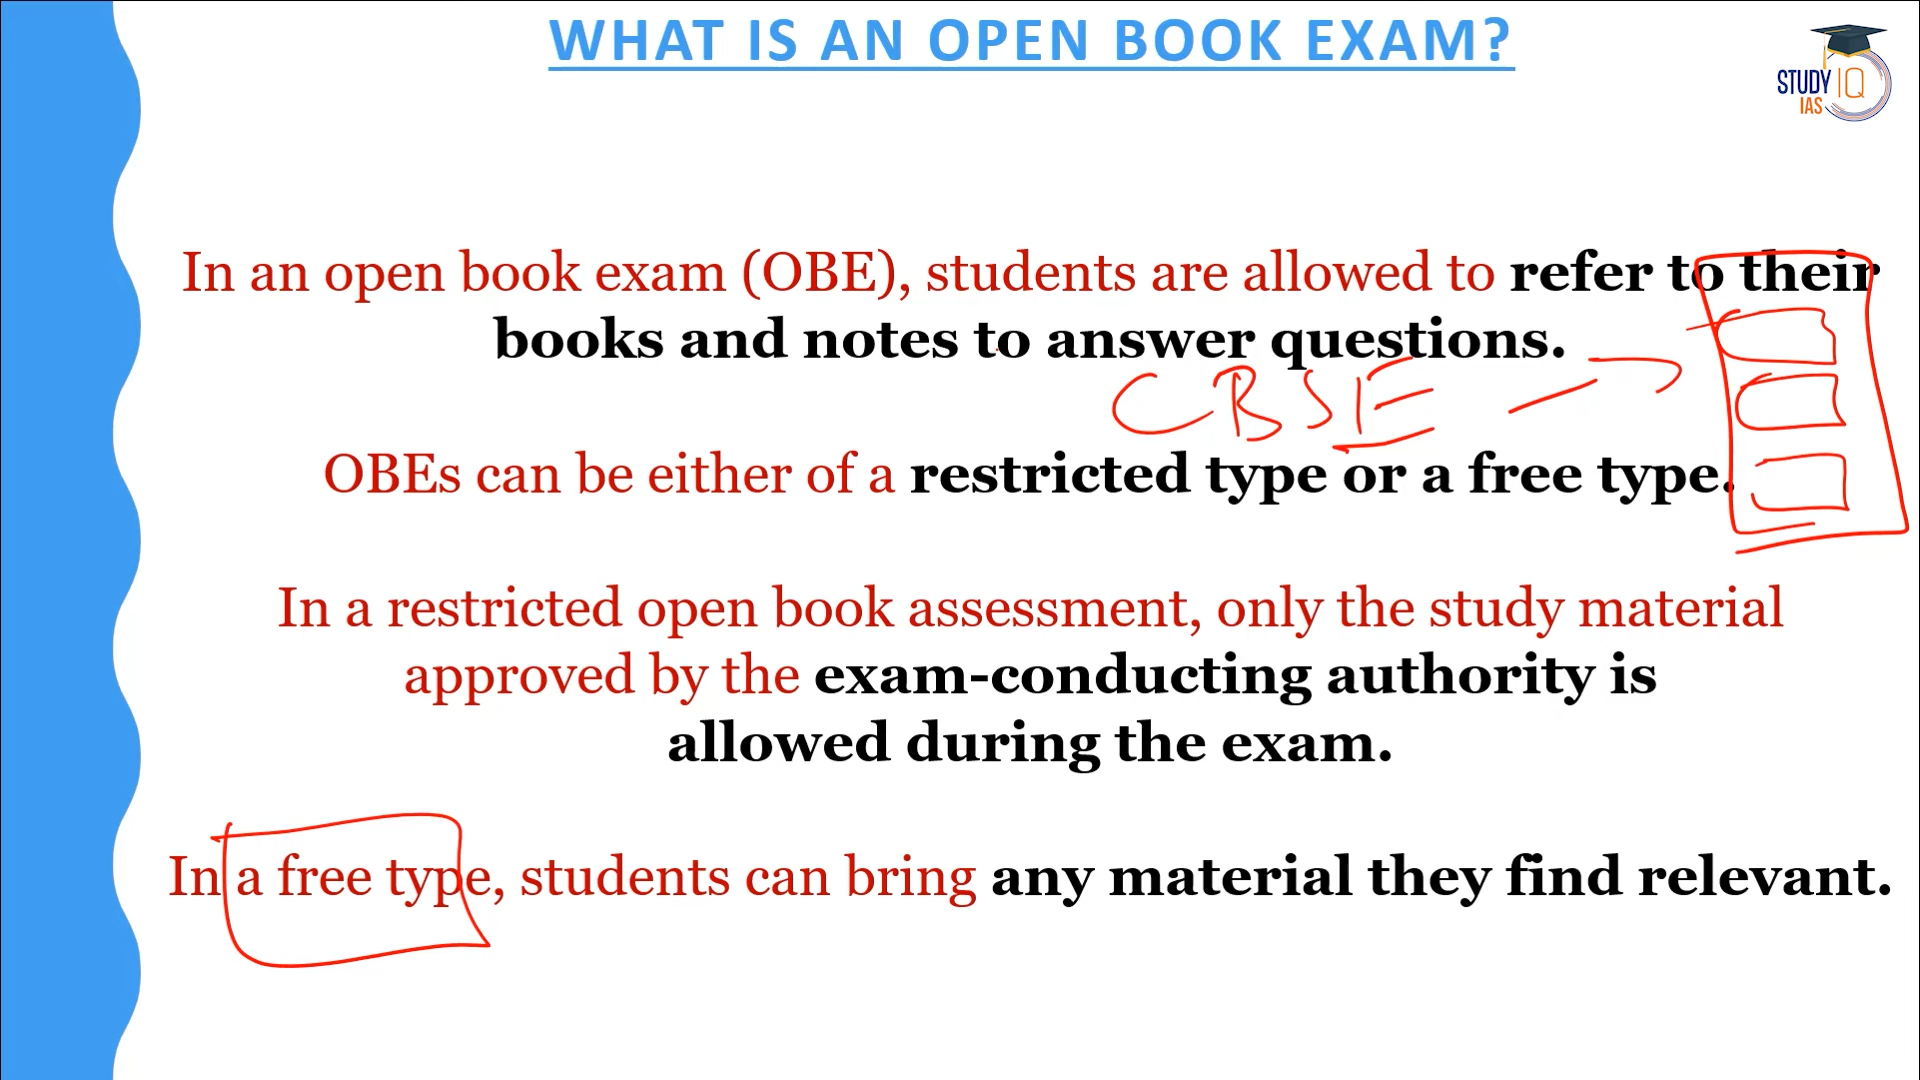 WHAT IS AN OPEN BOOK EXAM?
STUDY IQ
IAS
In an open book exam (OBE), students are allowed to refer to their
books and notes to answer questions.
CBSE
OBEs can be either of a restricted type or a free type.
In a restricted open book assessment, only the study material
approved by the exam-conducting authority is
allowed during the exam.
In a free type, students can bring any material they find relevant.